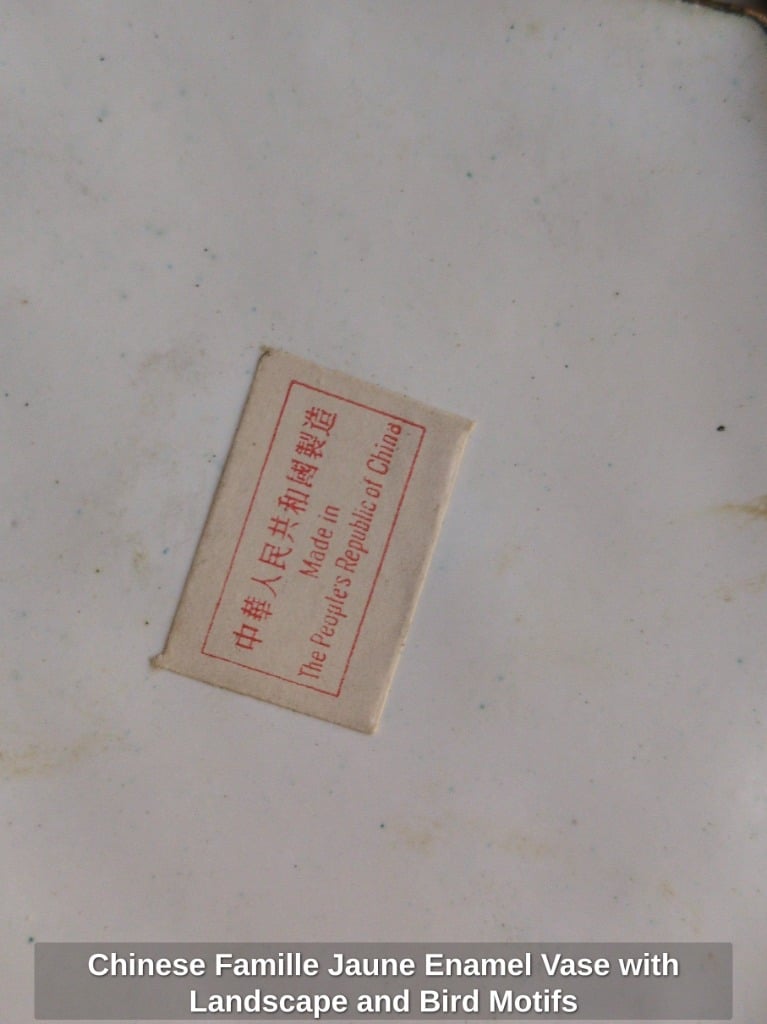 中華人民共和國製造
Made in
The People's Republic of China
Chinese Famille Jaune Enamel Vase with
Landscape and Bird Motifs